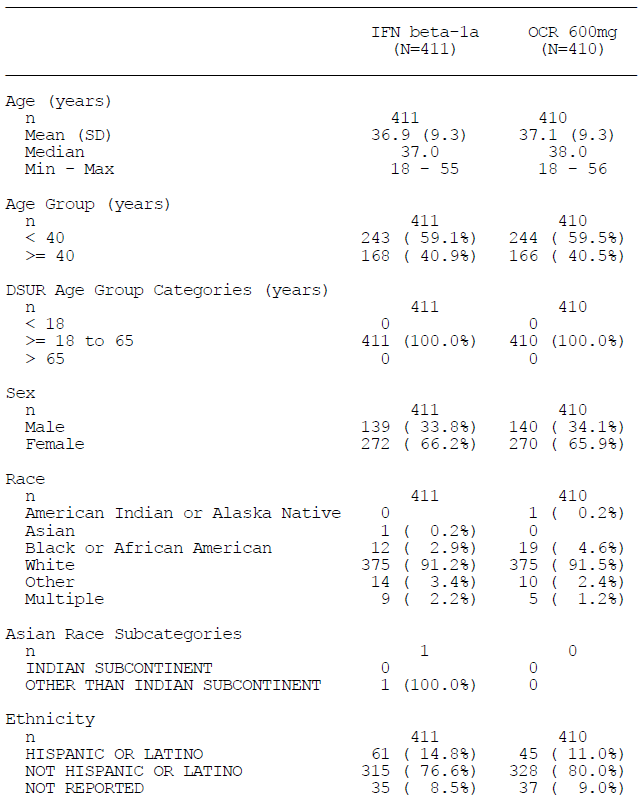 IFN beta-1a OCR 600mg
(N=411) (N=410)
Age (years)
n 411 410
Mean (SD) 36.9 (9.3) 37.1 (9.3)
Median 37.0 38.0
Min - Max 18 - 55 18 - 56
Age Group (years)
n 411 410
< 40 243 ( 59.1%) 244 ( 59.5%)
>= 40 168 ( 40.9%) 166 ( 40.5%)
DSUR Age Group Categories (years)
n 411 410
< 18 0 0
>= 18 to 65 411 (100.0%) 410 (100.0%)
> 65 0 0
Sex
n 411 410
Male 139 ( 33.8%) 140 ( 34.1%)
Female 272 ( 66.2%) 270 ( 65.9%)
Race
n 411 410
American Indian or Alaska Native 0 1 ( 0.2%)
Asian 1 ( 0.2%) 0
Black or African American 12 ( 2.9%) 19 ( 4.6%)
White 375 ( 91.2%) 375 ( 91.5%)
Other 14 ( 3.4%) 10 ( 2.4%)
Multiple 9 ( 2.2%) 5 ( 1.2%)
Asian Race Subcategories
n 1 0
INDIAN SUBCONTINENT 0 0
OTHER THAN INDIAN SUBCONTINENT 1 (100.0%) 0
Ethnicity
n 411 410
HISPANIC OR LATINO 61 ( 14.8%) 45 ( 11.0%)
NOT HISPANIC OR LATINO 315 ( 76.6%) 328 ( 80.0%)
NOT REPORTED 35 ( 8.5%) 37 ( 9.0%)